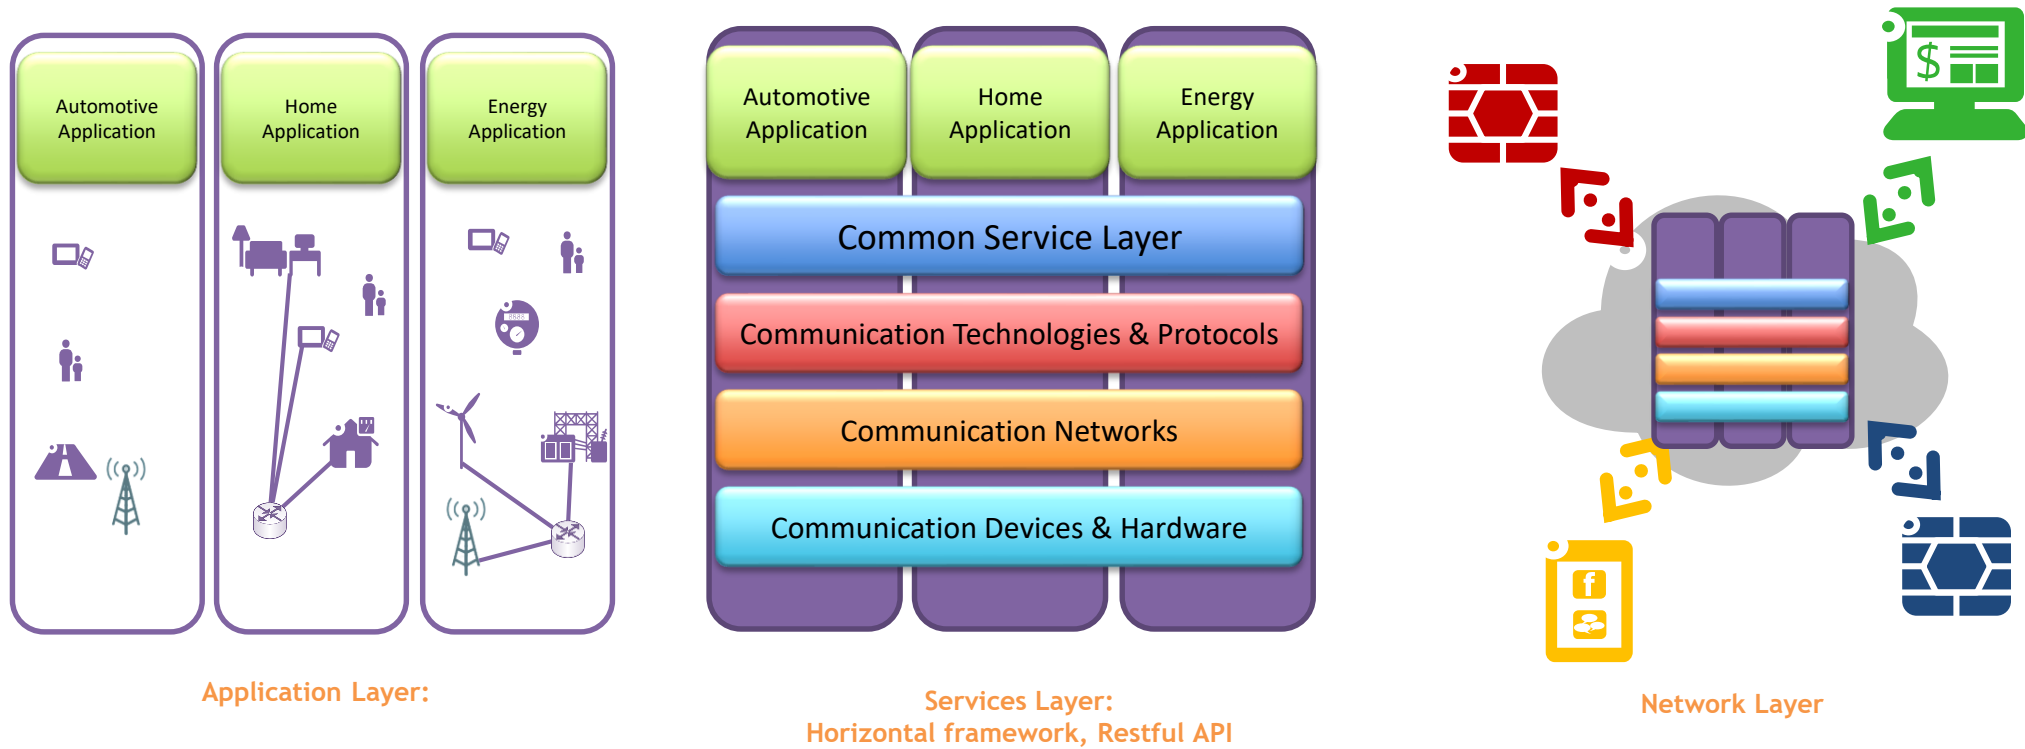 Automotive
Application
Home
Application
Energy
Application
Application Layer:
Automotive
Application
Home
Application
Energy
Application
Common Service Layer
Communication Technologies & Protocols
Communication Networks
Communication Devices & Hardware
Services Layer:
Horizontal framework, Restful API
$
f
Network Layer